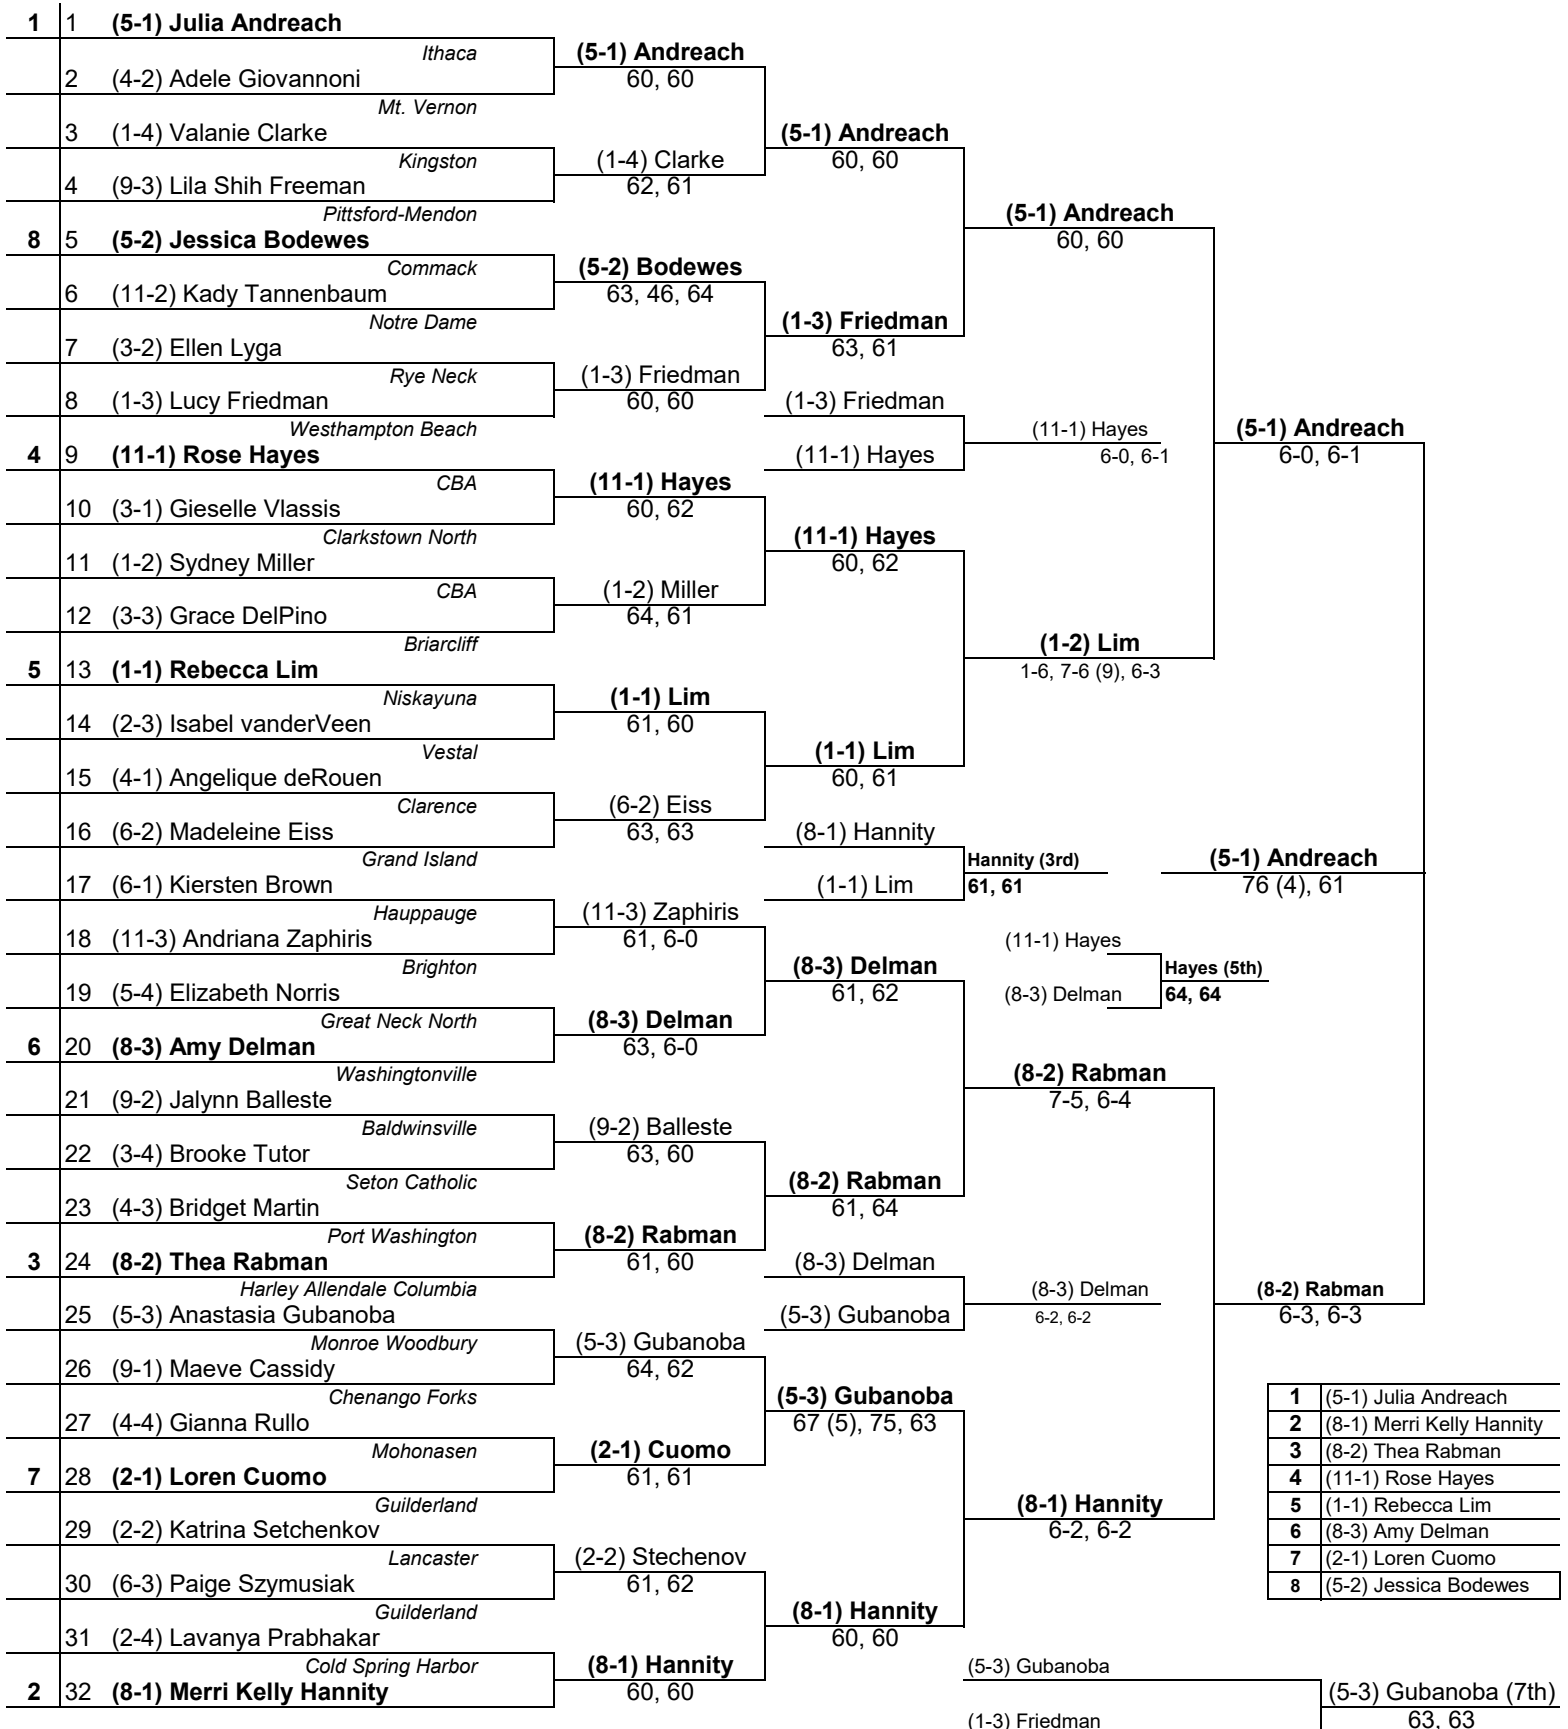 1 1 (5-1) Julia Andreach
Ithaca (5-1) Andreach
2 (4-2) Adele Giovannoni 60, 60
Mt. Vernon
3 (1-4) Valanie Clarke (5-1) Andreach
Kingston (1-4) Clarke 60, 60
4 (9-3) Lila Shih Freeman 62, 61
Pittsford-Mendon (5-1) Andreach
8 5 (5-2) Jessica Bodewes 60, 60
Commack (5-2) Bodewes
6 (11-2) Kady Tannenbaum 63, 46, 64
Notre Dame (1-3) Friedman
7 (3-2) Ellen Lyga 63, 61
Rye Neck (1-3) Friedman
8 (1-3) Lucy Friedman 60, 60 (1-3) Friedman
Westhampton Beach (11-1) Hayes (5-1) Andreach
4 9 (11-1) Rose Hayes (11-1) Hayes 6-0, 6-1 6-0, 6-1
CBA (11-1) Hayes
10 (3-1) Gieselle Vlassis 60, 62
Clarkstown North (11-1) Hayes
11 (1-2) Sydney Miller 60, 62
CBA (1-2) Miller
12 (3-3) Grace DelPino 64, 61
Briarcliff (1-2) Lim
5 13 (1-1) Rebecca Lim 1-6, 7-6 (9), 6-3
Niskayuna (1-1) Lim
14 (2-3) Isabel vanderVeen 61, 60
Vestal (1-1) Lim
15 (4-1) Angelique deRouen 60, 61
Clarence (6-2) Eiss
16 (6-2) Madeleine Eiss 63, 63 (8-1) Hannity
Grand Island Hannity (3rd) (5-1) Andreach
17 (6-1) Kiersten Brown (1-1) Lim 61, 61 76 (4), 61
Hauppauge (11-3) Zaphiris
18 (11-3) Andriana Zaphiris 61, 6-0 (11-1) Hayes
Brighton (8-3) Delman Hayes (5th)
19 (5-4) Elizabeth Norris 61, 62 (8-3) Delman 64, 64
Great Neck North (8-3) Delman
6 20 (8-3) Amy Delman 63, 6-0
Washingtonville (8-2) Rabman
21 (9-2) Jalynn Balleste 7-5, 6-4
Baldwinsville (9-2) Balleste
22 (3-4) Brooke Tutor 63, 60
Seton Catholic (8-2) Rabman
23 (4-3) Bridget Martin 61, 64
Port Washington (8-2) Rabman
3 24 (8-2) Thea Rabman 61, 60 (8-3) Delman
Harley Allendale Columbia (8-3) Delman (8-2) Rabman
25 (5-3) Anastasia Gubanoba (5-3) Gubanoba 6-2, 6-2 6-3, 6-3
Monroe Woodbury (5-3) Gubanoba
26 (9-1) Maeve Cassidy 64, 62
Chenango Forks (5-3) Gubanoba 1 (5-1) Julia Andreach
27 (4-4) Gianna Rullo 67 (5), 75, 63 2 (8-1) Merri Kelly Hannity
Mohonasen (2-1) Cuomo 3 (8-2) Thea Rabman
7 28 (2-1) Loren Cuomo 61, 61 4 (11-1) Rose Hayes
Guilderland (8-1) Hannity 5 (1-1) Rebecca Lim
29 (2-2) Katrina Setchenkov 6-2, 6-2 6 (8-3) Amy Delman
Lancaster (2-2) Stechenov 7 (2-1) Loren Cuomo
30 (6-3) Paige Szymusiak 61, 62 8 (5-2) Jessica Bodewes
Guilderland (8-1) Hannity
31 (2-4) Lavanya Prabhakar 60, 60
Cold Spring Harbor (8-1) Hannity (5-3) Gubanoba
2 32 (8-1) Merri Kelly Hannity 60, 60 (5-3) Gubanoba (7th)
(1-3) Friedman 63, 63